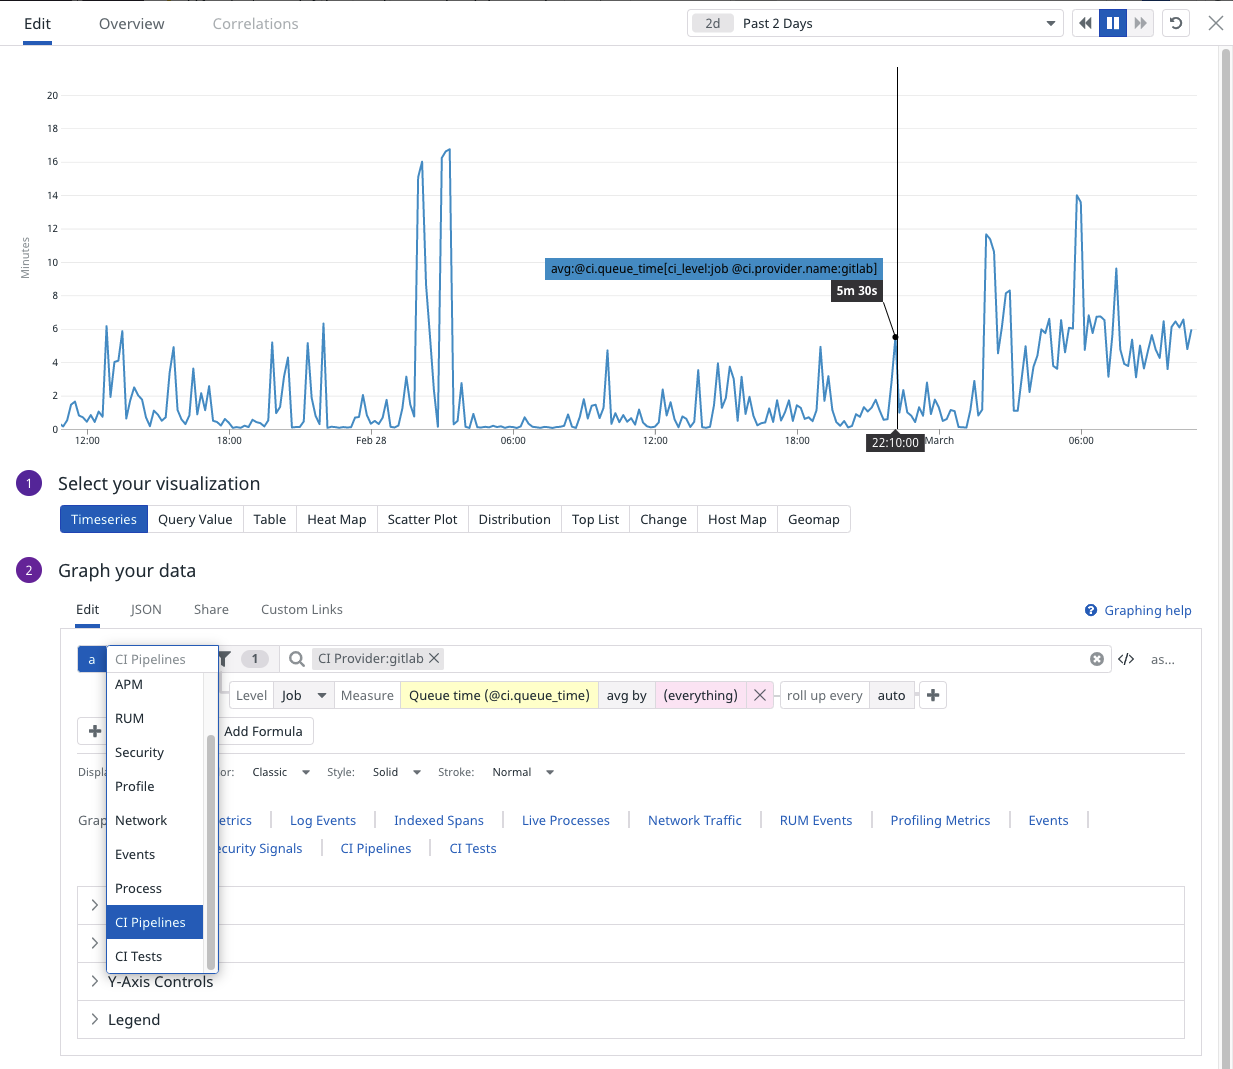 Edit Overview Correlations 2d Past 2 Days
20
18
16
14
12
10
8
6
4
2
0
Minutes
avg:@ci.queue_time[ci_level:job @ci.provider.name:gitlab]
5m 30s
12:00 18:00 Feb 28 06:00 12:00 18:00 22:10:00 March 06:00
1 Select your visualization
Timeseries Query Value Table Heat Map Scatter Plot Distribution Top List Change Host Map Geomap
2 Graph your data
Edit JSON Share Custom Links ? Graphing help
a CI Pipelines 1 CI Provider:gitlab </> as...
APM
Level Job Measure Queue time (@ci.queue_time) avg by (everything) roll up every auto
RUM
Add Formula
Security
Displa or: Classic Style: Solid Stroke: Normal
Profile
Grap etrics Log Events Indexed Spans Live Processes Network Traffic RUM Events Profiling Metrics Events
Network
ecurity Signals CI Pipelines CI Tests
Events
Process
CI Pipelines
CI Tests
Y-Axis Controls
Legend